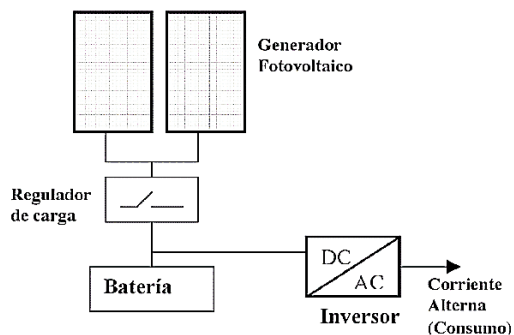 Generador
Fotovoltaico
Regulador
de carga
DC
AC
Batería
Inversor
Corriente
Alterna
(Consumo)